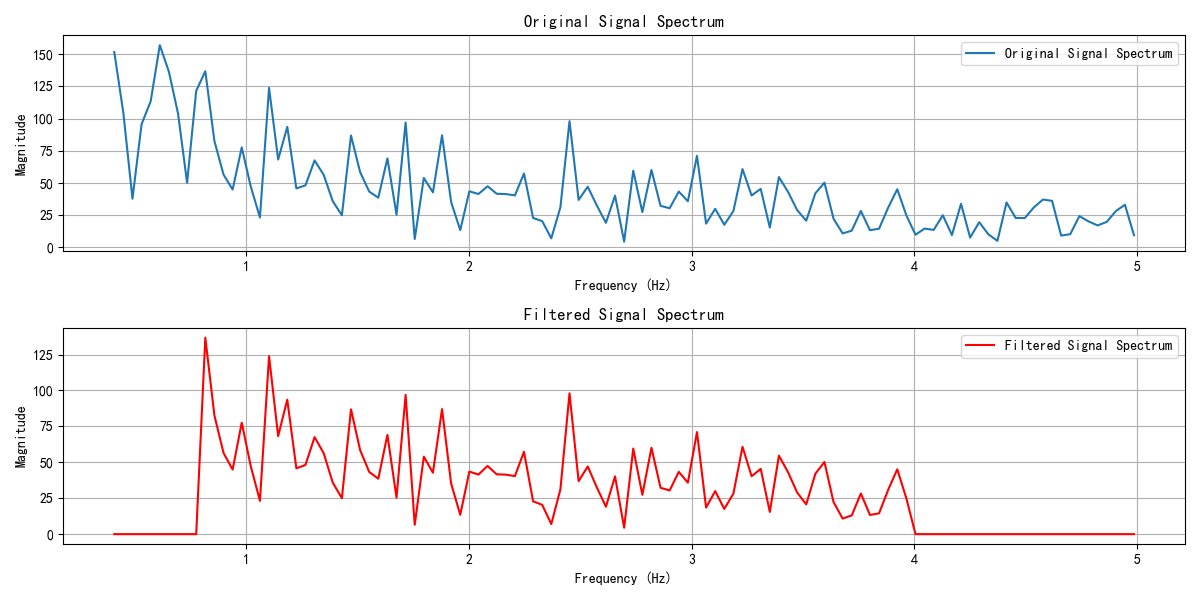 Original Signal Spectrum
Original Signal Spectrum
150
125
100
75
50
25
0
Magnitude
1
2
3
4
5
Frequency (Hz)
Filtered Signal Spectrum
Filtered Signal Spectrum
125
100
75
50
25
0
Magnitude
1
2
3
4
5
Frequency (Hz)